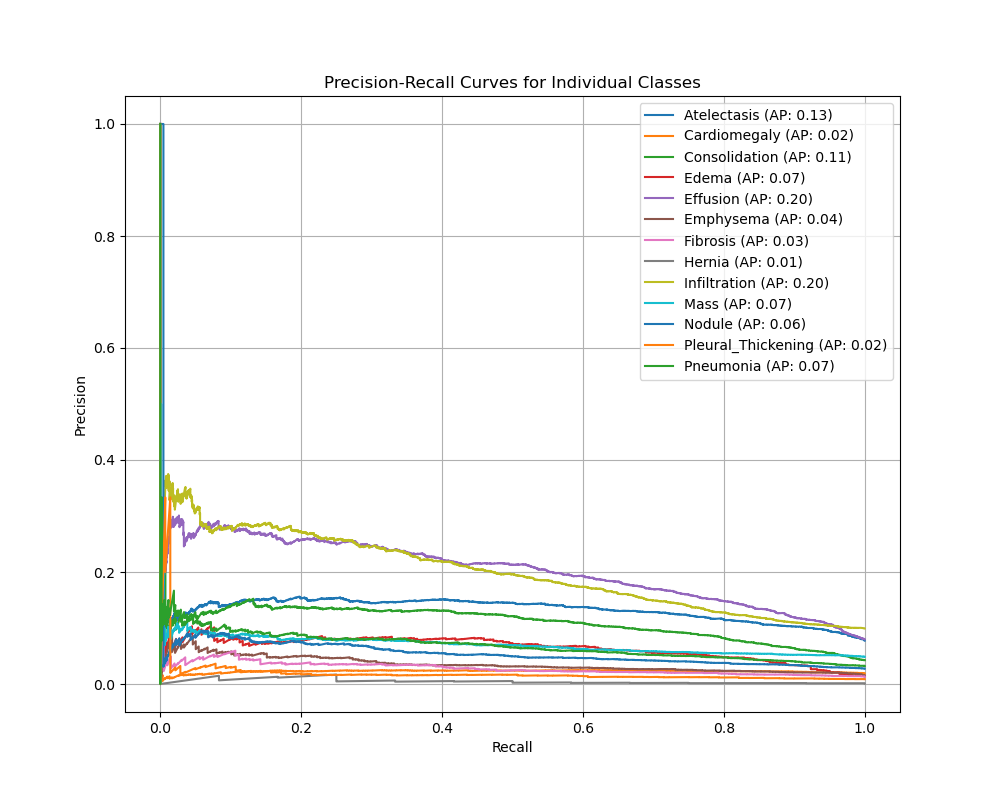 Precision-Recall Curves for Individual Classes
1.0
0.8
0.6
0.4
0.2
0.0
Precision
Atelectasis (AP: 0.13)
Cardiomegaly (AP: 0.02)
Consolidation (AP: 0.11)
Edema (AP: 0.07)
Effusion (AP: 0.20)
Emphysema (AP: 0.04)
Fibrosis (AP: 0.03)
Hernia (AP: 0.01)
Infiltration (AP: 0.20)
Mass (AP: 0.07)
Nodule (AP: 0.06)
Pleural_Thickening (AP: 0.02)
Pneumonia (AP: 0.07)
0.0 0.2 0.4 0.6 0.8 1.0
Recall